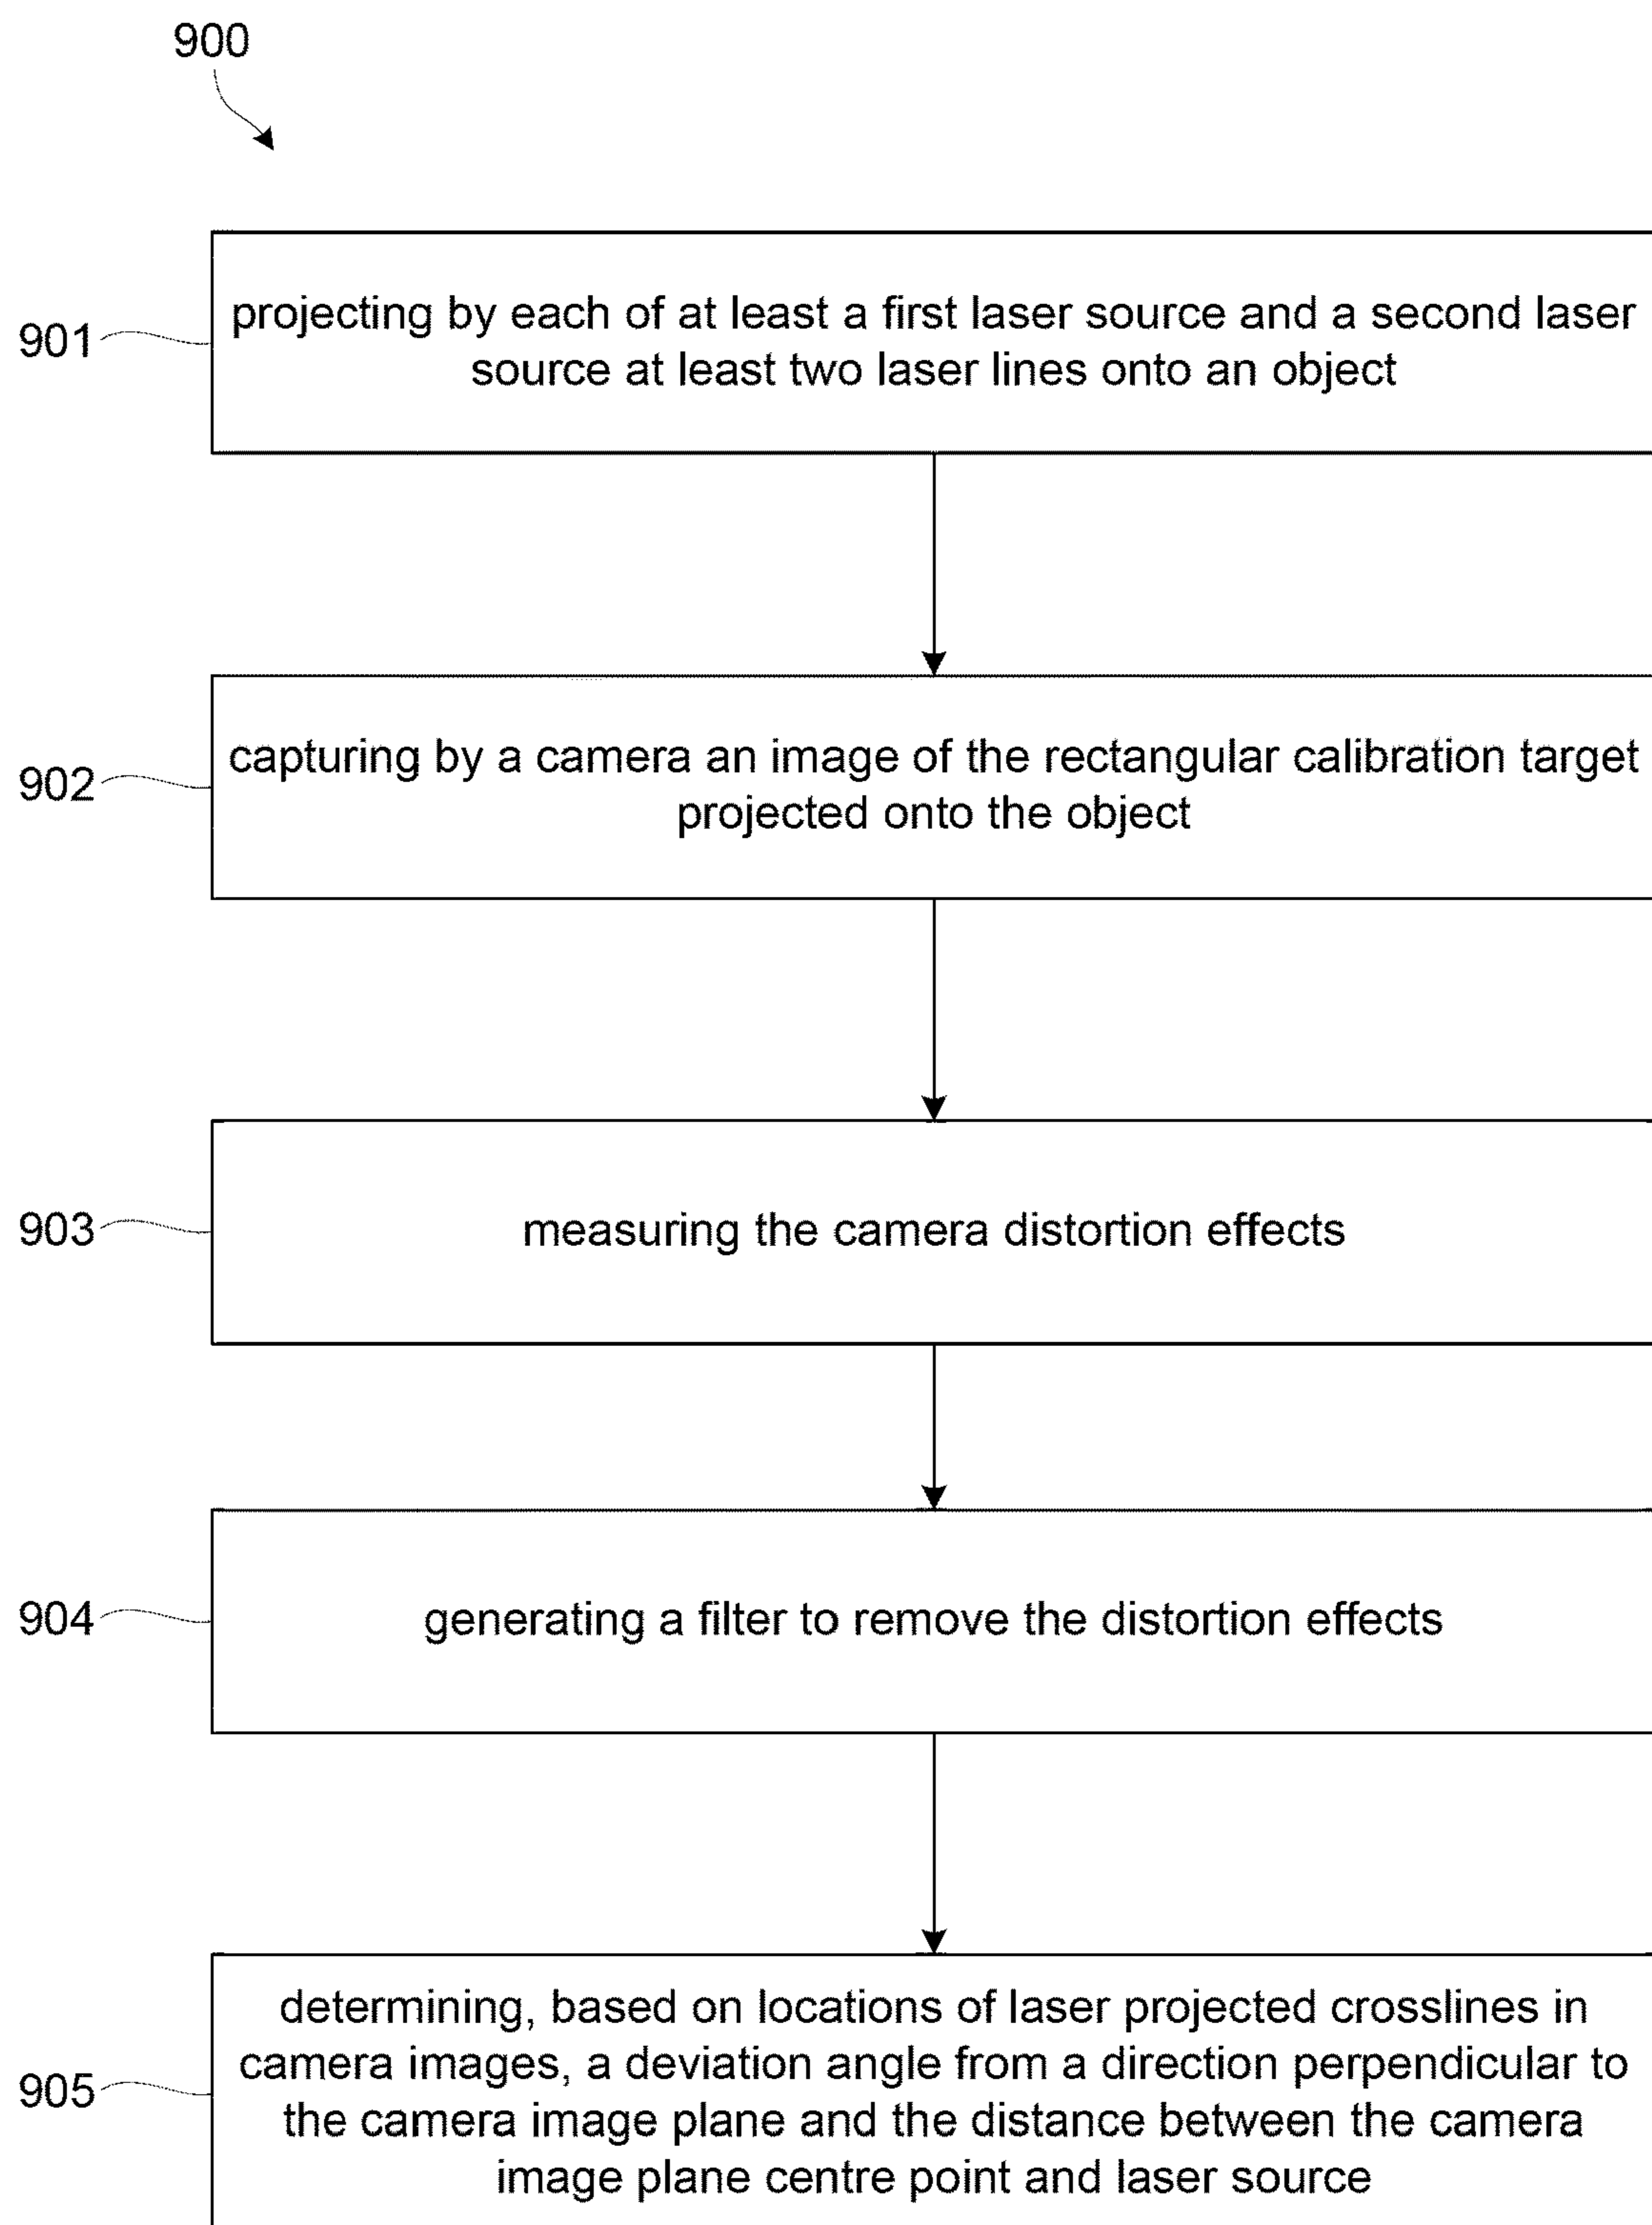 900
901
projecting by each of at least a first laser source and a second laser
source at least two laser lines onto an object
902
capturing by a camera an image of the rectangular calibration target
projected onto the object
903
measuring the camera distortion effects
904
generating a filter to remove the distortion effects
905
determining, based on locations of laser projected crosslines in
camera images, a deviation angle from a direction perpendicular to
the camera image plane and the distance between the camera
image plane centre point and laser source